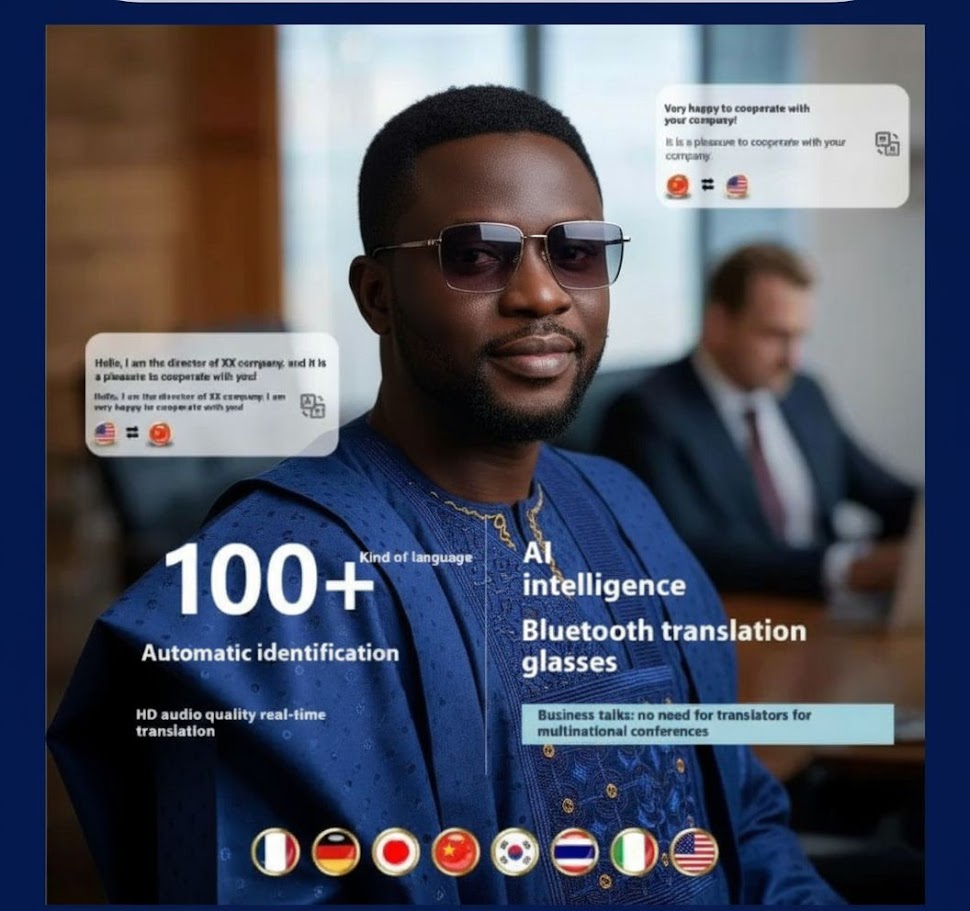 Very happy to cooperate with
your company!
It is a pleasure to cooperate with your
company.
Hello, I am the director of XX company, and it is
a pleasure to cooperate with you!
Hello, I am the director of XX company. I am
very happy to cooperate with you!
100+
Kind of language
Automatic identification
HD audio quality real-time
translation
AI
intelligence
Bluetooth translation
glasses
Business talks: no need for translators for
multinational conferences